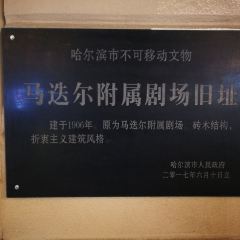 哈尔滨市不可移动文物
马迭尔附属剧场旧址
建于1906年。原为马迭尔附属剧场。砖木结构，
折衷主义建筑风格。
哈尔滨市人民政府
二零一七年六月十日立